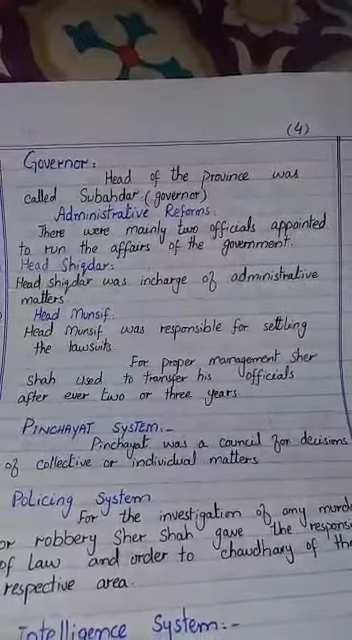 (4)
Governor:
Head of the Province was
called Subahdar (governor)
Administrative Reforms:
There were mainly two officials appointed
to run the affairs of the government.
Head Shiqdar:
Head shiqdar was incharge of administrative
matters.
Head Munsif:
Head Munsif was responsible for settling
the lawsuits.
For proper management Sher
Shah used to transfer his officials
after ever two or three years.
PINCHAYAT SYSTEM:-
Pinchayat was a council for decisions
of collective or individual matters
Policing System
For the investigation of any murd
or robbery Sher Shah gave the respons
of law and order to chaudhary of the
respective area.
Intelligence System:-